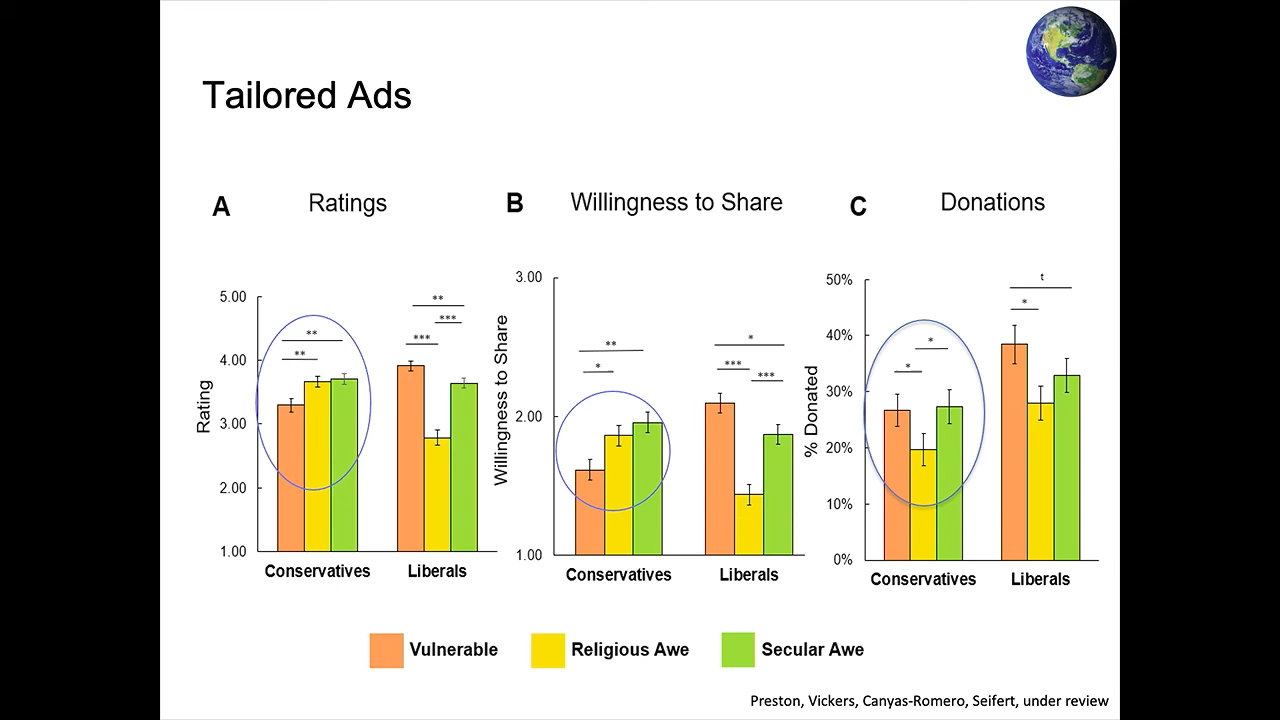 Tailored Ads
A Ratings
B Willingness to Share
C Donations
Rating
5.00
4.00
3.00
2.00
1.00
** ** ** *** ***
Conservatives Liberals
Willingness to Share
3.00
2.00
1.00
** * * *** ***
Conservatives Liberals
% Donated
50%
40%
30%
20%
10%
0%
* * t *
Conservatives Liberals
Vulnerable Religious Awe Secular Awe
Preston, Vickers, Canyas-Romero, Seifert, under review